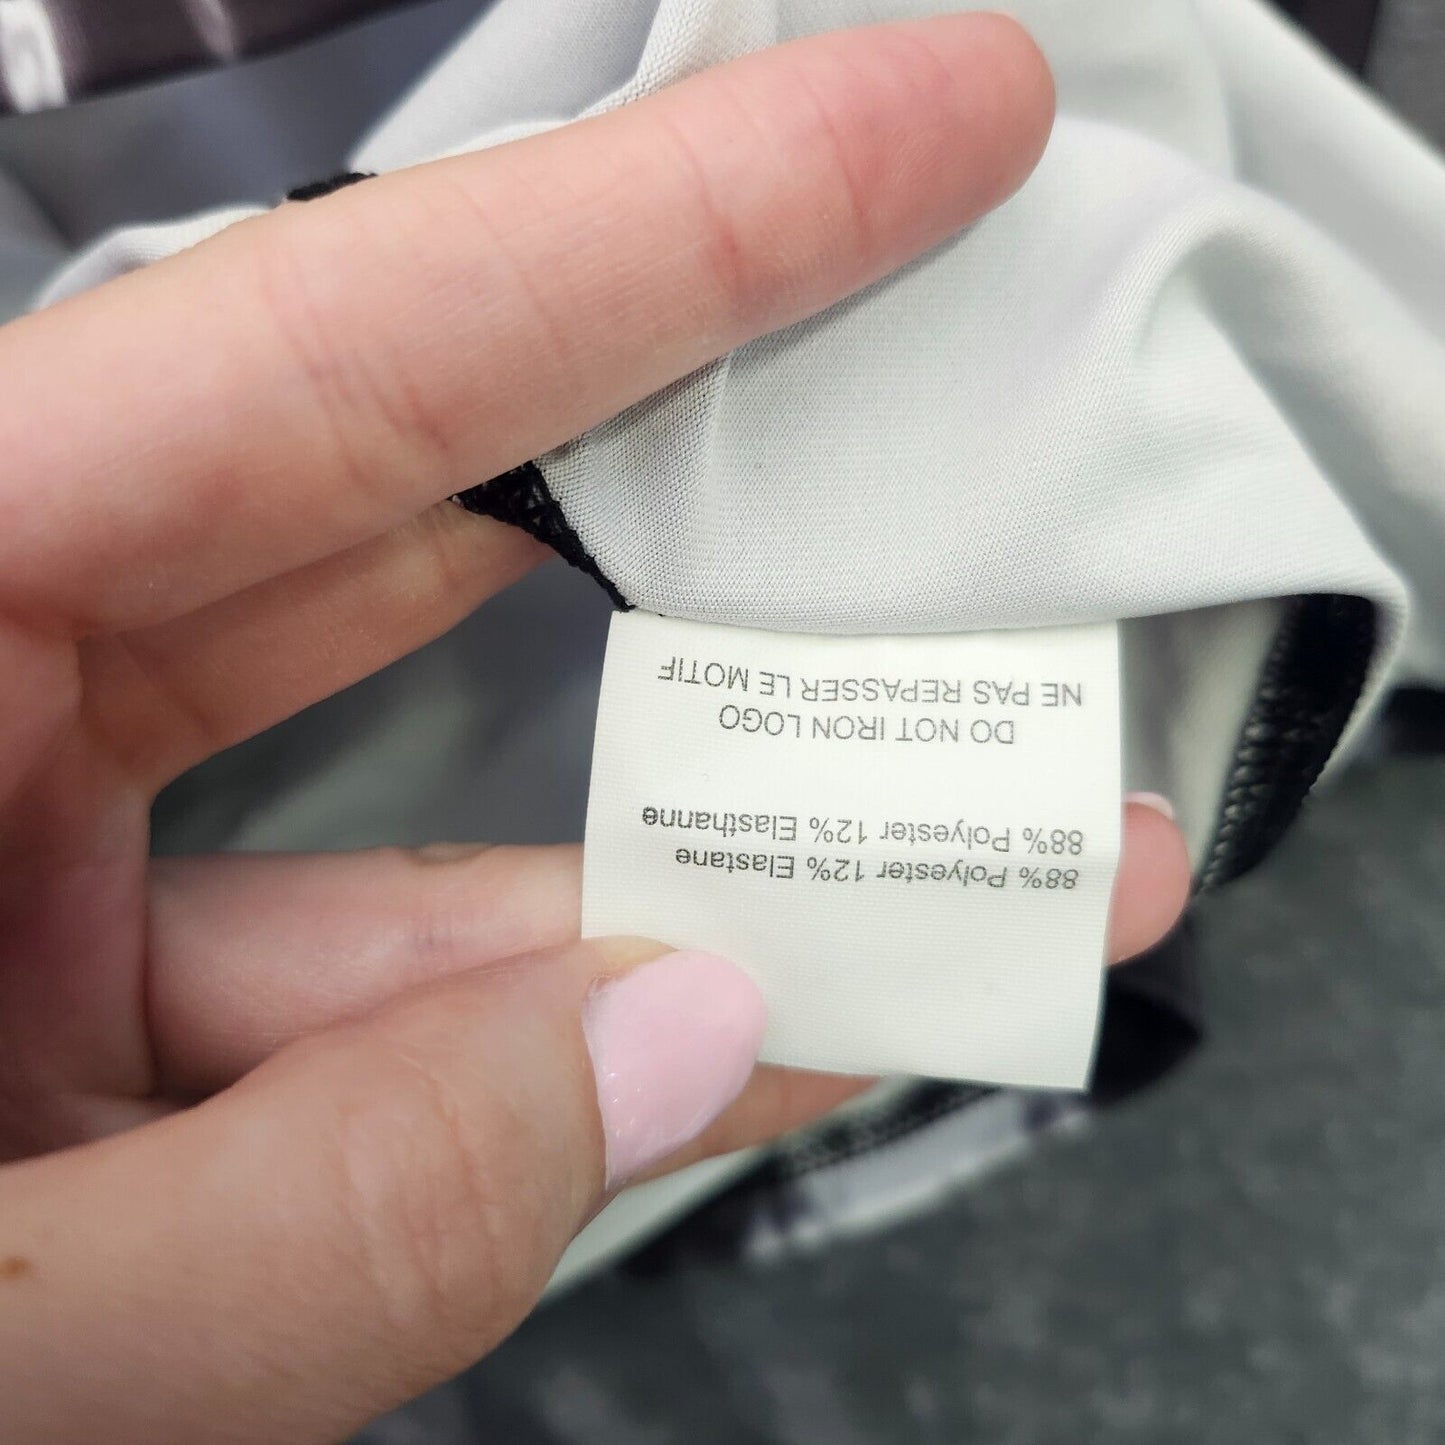 88% Polyester 12% Elastane
88% Polyester 12% Elasthanne
DO NOT IRON LOGO
NE PAS REPASSER LE MOTIF